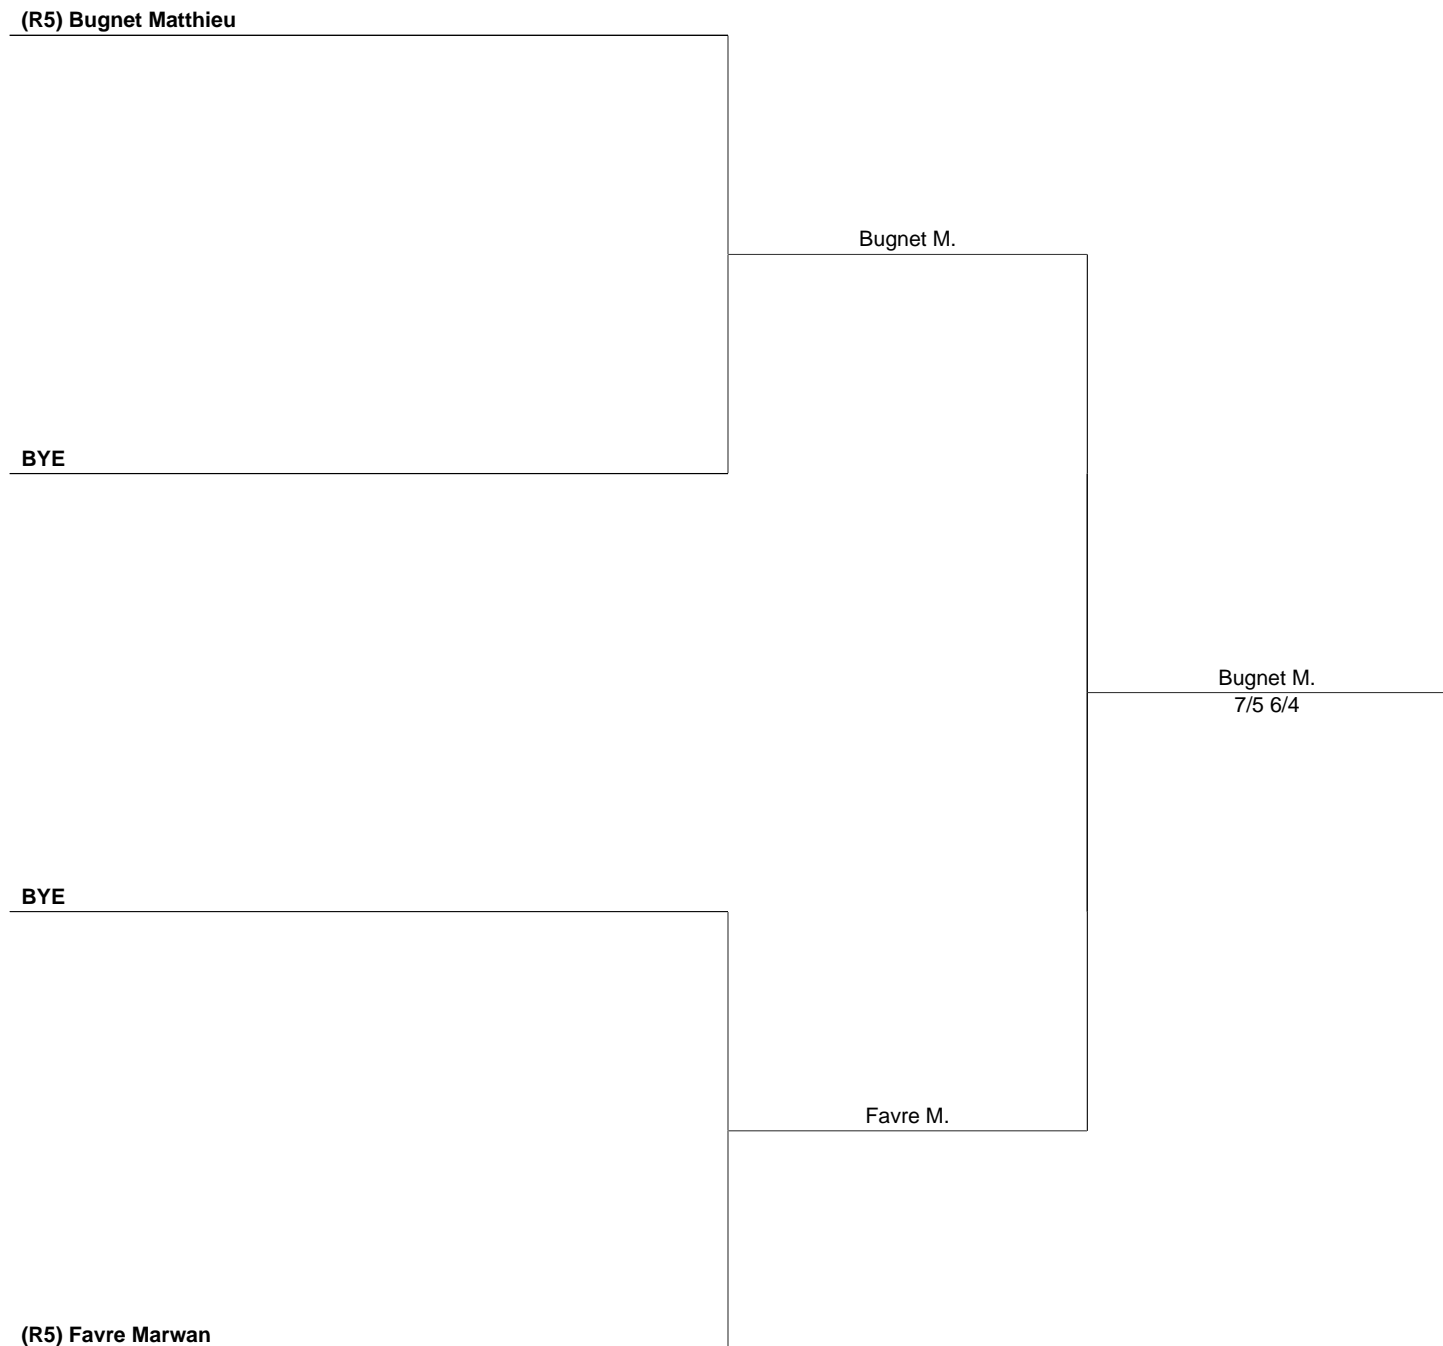 (R5) Bugnet Matthieu
Bugnet M.
BYE
Bugnet M.
7/5 6/4
BYE
Favre M.
(R5) Favre Marwan